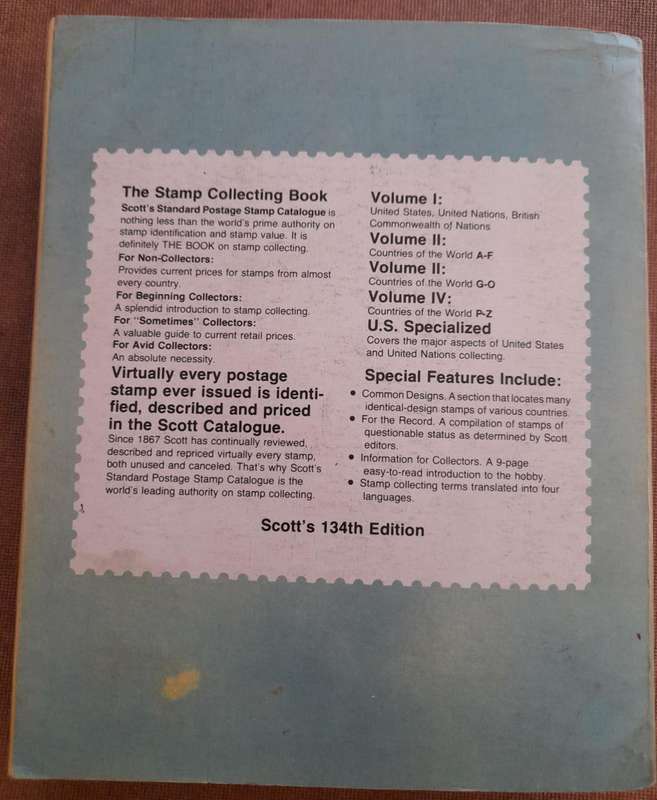 The Stamp Collecting Book
Scott's Standard Postage Stamp Catalogue is
nothing less than the world's prime authority on
stamp identification and stamp value. It is
definitely THE BOOK on stamp collecting.
For Non-Collectors:
Provides current prices for stamps from almost
every country.
For Beginning Collectors:
A splendid introduction to stamp collecting.
For "Sometimes" Collectors:
A valuable guide to current retail prices.
For Avid Collectors:
An absolute necessity.
Virtually every postage
stamp ever issued is identi-
fied, described and priced
in the Scott Catalogue.
Since 1867 Scott has continually reviewed,
described and repriced virtually every stamp,
both unused and canceled. That's why Scott's
Standard Postage Stamp Catalogue is the
world's leading authority on stamp collecting.
Volume I:
United States, United Nations, British
Commonwealth of Nations
Volume II:
Countries of the World A-F
Volume II:
Countries of the World G-O
Volume IV:
Countries of the World P-Z
U.S. Specialized
Covers the major aspects of United States
and United Nations collecting.
Special Features Include:
• Common Designs. A section that locates many
identical-design stamps of various countries.
• For the Record. A compilation of stamps of
questionable status as determined by Scott
editors.
• Information for Collectors. A 9-page
easy-to-read introduction to the hobby.
• Stamp collecting terms translated into four
languages.
Scott's 134th Edition